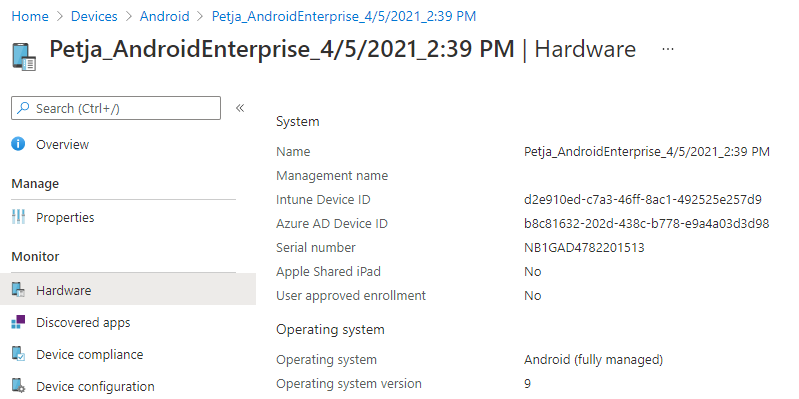 Home > Devices > Android > Petja_AndroidEnterprise_4/5/2021_2:39 PM
Petja_AndroidEnterprise_4/5/2021_2:39 PM | Hardware ...
Search (Ctrl+/) «
Overview
Manage
Properties
Monitor
Hardware
Discovered apps
Device compliance
Device configuration
System
Name Petja_AndroidEnterprise_4/5/2021_2:39 PM
Management name
Intune Device ID d2e910ed-c7a3-46ff-8ac1-492525e257d9
Azure AD Device ID b8c81632-202d-438c-b778-e9a4a03d3d98
Serial number NB1GAD4782201513
Apple Shared iPad No
User approved enrollment No
Operating system
Operating system Android (fully managed)
Operating system version 9